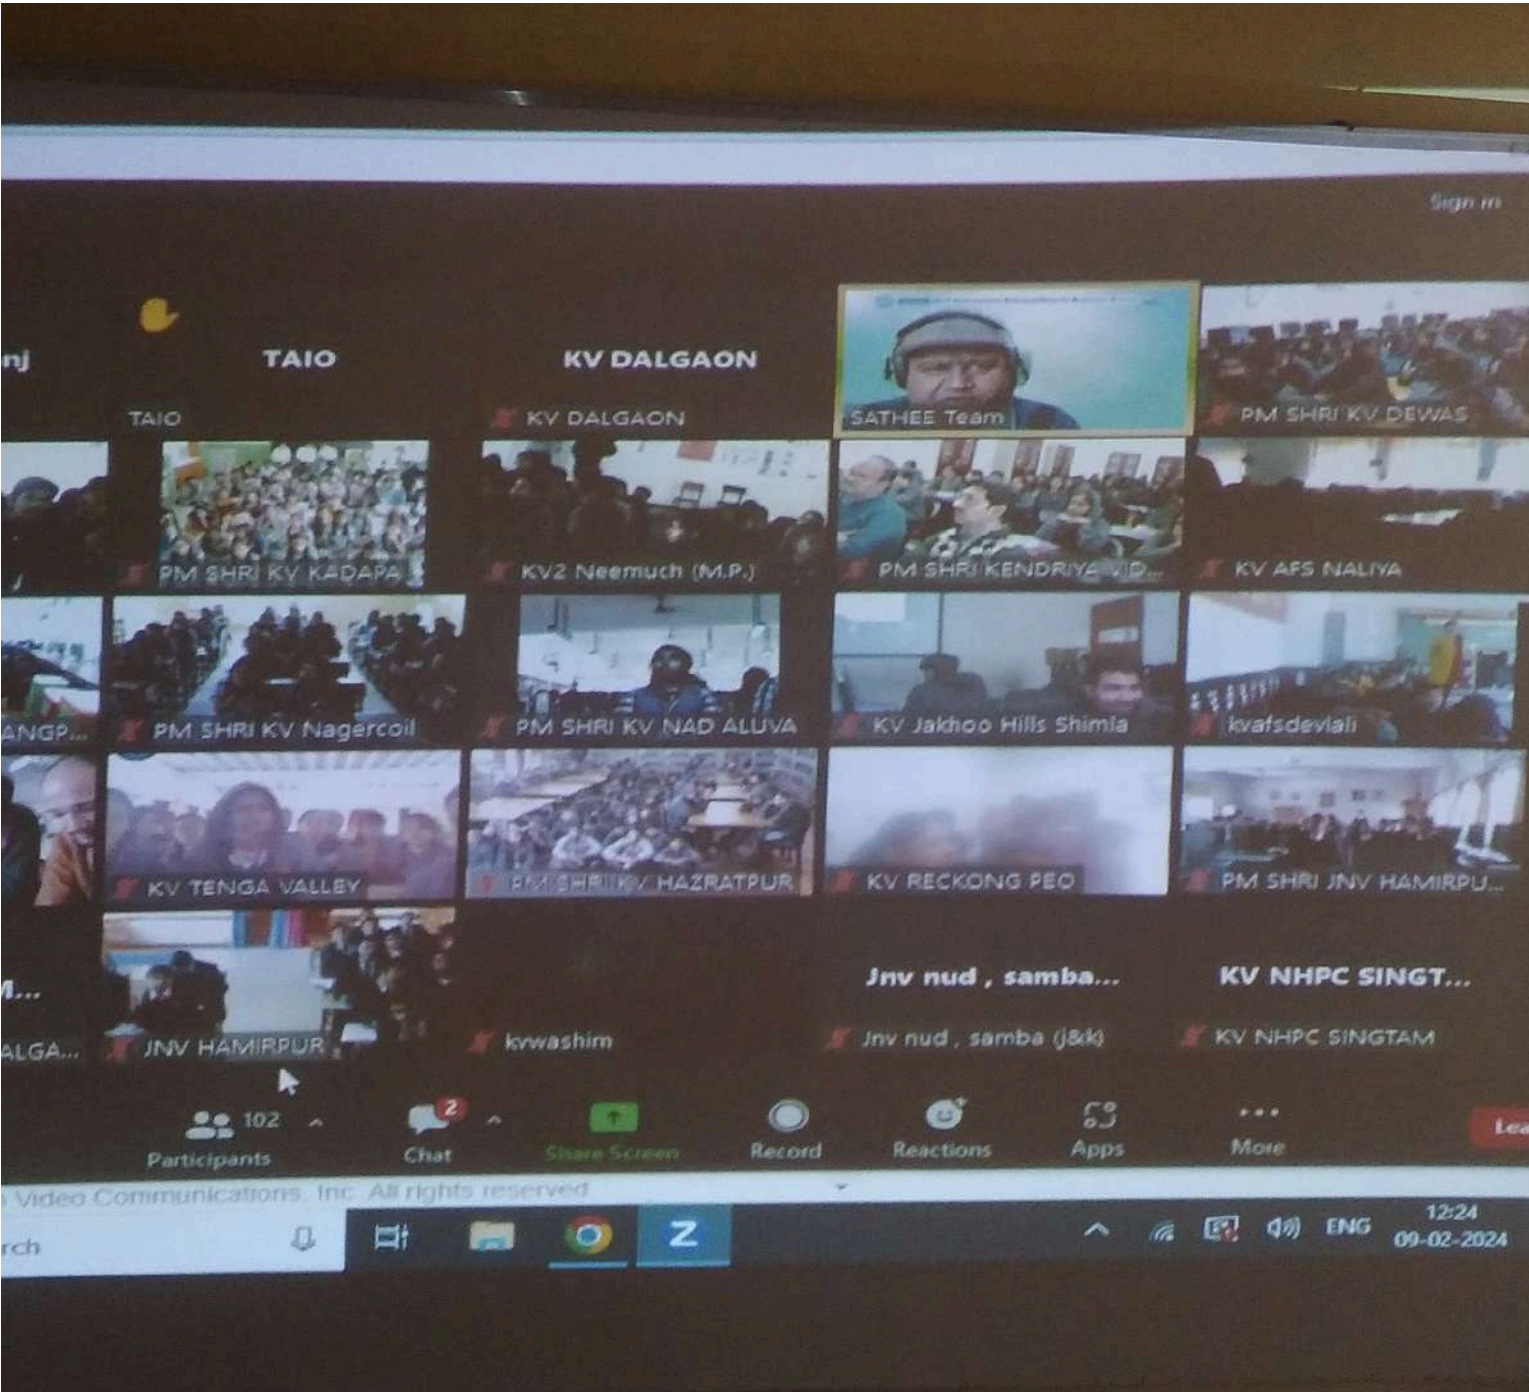 Sign in
nj
TAIO
KV DALGAON
TAIO
KV DALGAON
SATHEE Team
PM SHRI KV DEWAS
PM SHRI KV KADAPA
KV2 Neemuch (M.P.)
PM SHRI KENDRIYA VID...
KV AFS NALIYA
ANGP...
PM SHRI KV Nagercoil
PM SHRI KV NAD ALUVA
KV Jakhoo Hills Shimla
kvafsdevlali
KV TENGA VALLEY
PM SHRI KV HAZRATPUR
KV RECKONG PEO
PM SHRI JNV HAMIRPU...
M...
Jnv nud , samba...
KV NHPC SINGT...
ALGA...
JNV HAMIRPUR
kvwashim
Jnv nud , samba (j&k)
KV NHPC SINGTAM
102
2
Participants
Chat
Share Screen
Record
Reactions
Apps
More
Lea
Video Communications, Inc. All rights reserved
rch
Z
ENG
12:24
09-02-2024